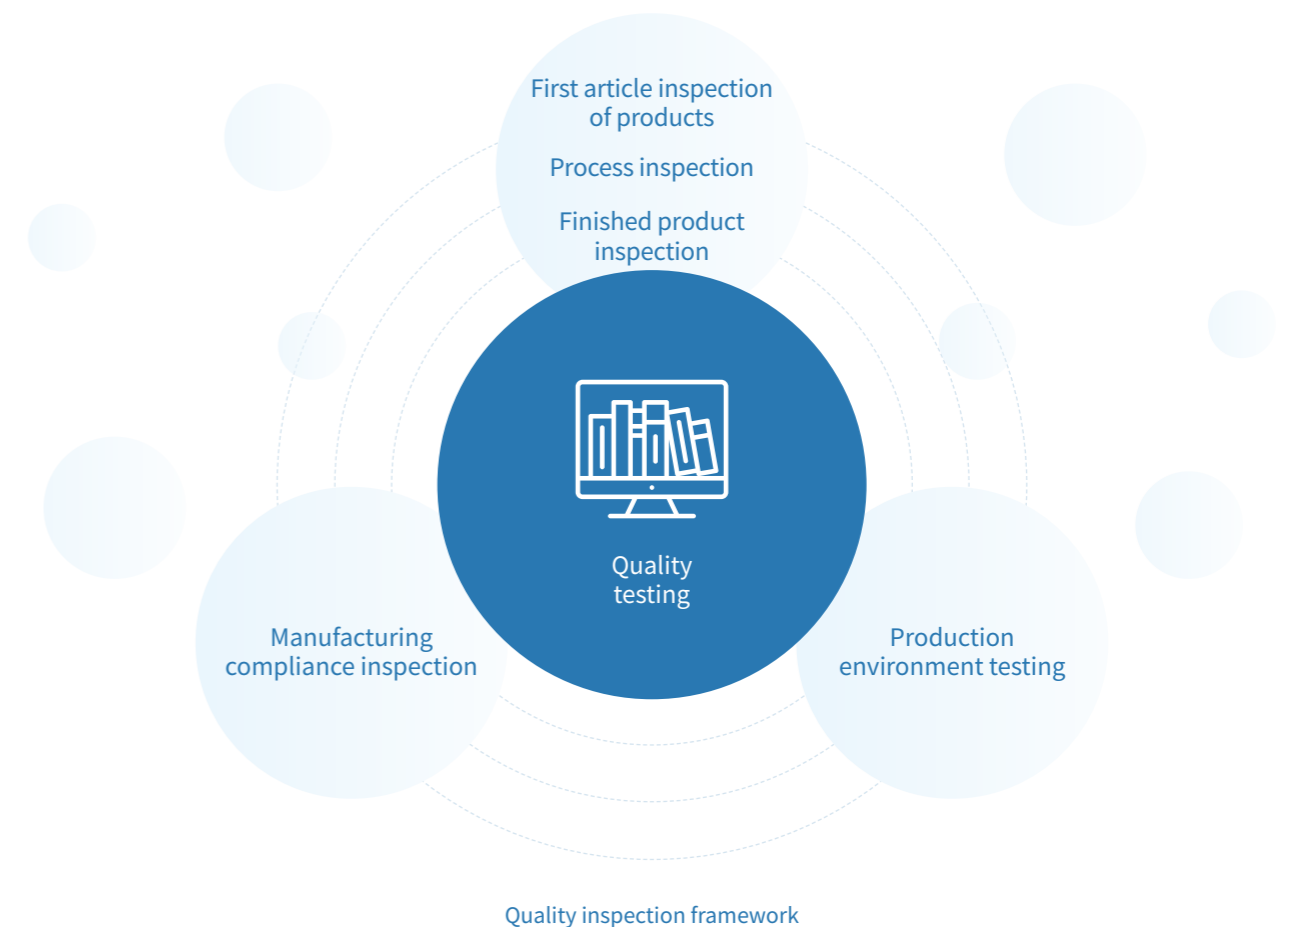 First article inspection
of products
Process inspection
Finished product
inspection
Quality
testing
Manufacturing
compliance inspection
Production
environment testing
Quality inspection framework